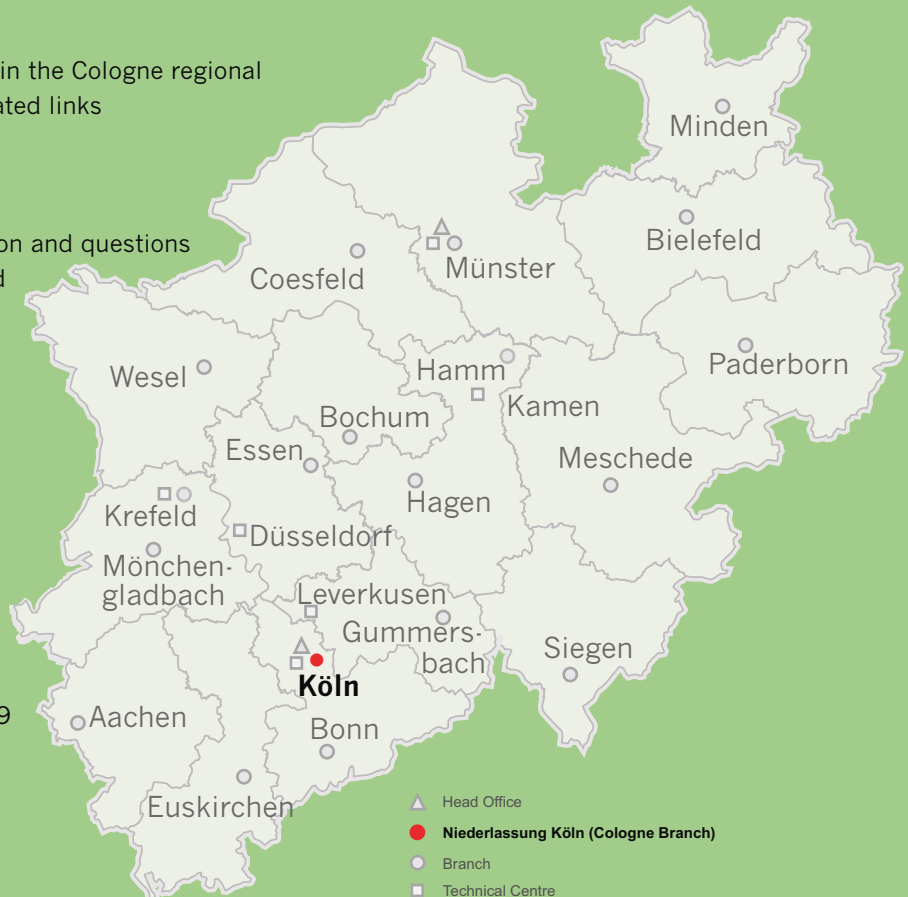 in the Cologne regional
links
on and questions
Minden
Bielefeld
Münster
Coesfeld
Paderborn
Hamm
Wesel
Kamen
Bochum
Essen
Meschede
Hagen
Krefeld
Düsseldorf
Mönchen-
gladbach
Leverkusen
Gummers-
bach
Siegen
Köln
9
Aachen
Bonn
Euskirchen
Head Office
Niederlassung Köln (Cologne Branch)
Branch
Technical Centre